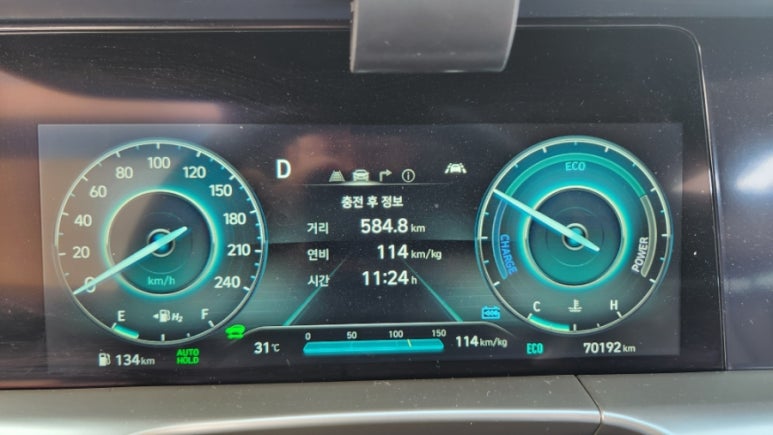 D
충전 후 정보
거리 584.8 km
연비 114 km/kg
시간 11:24 h
0 20 40 60 80 100 120 150 180 210 240
km/h
E H₂ F
ECO
CHARGE
POWER
C H
134 km
AUTO HOLD
31 ℃
0 50 100 150
114 km/kg
ECO
70192 km